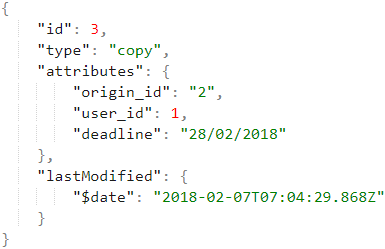 {
    "id": 3,
    "type": "copy",
    "attributes": {
        "origin_id": "2",
        "user_id": 1,
        "deadline": "28/02/2018"
    },
    "lastModified": {
        "$date": "2018-02-07T07:04:29.868Z"
    }
}